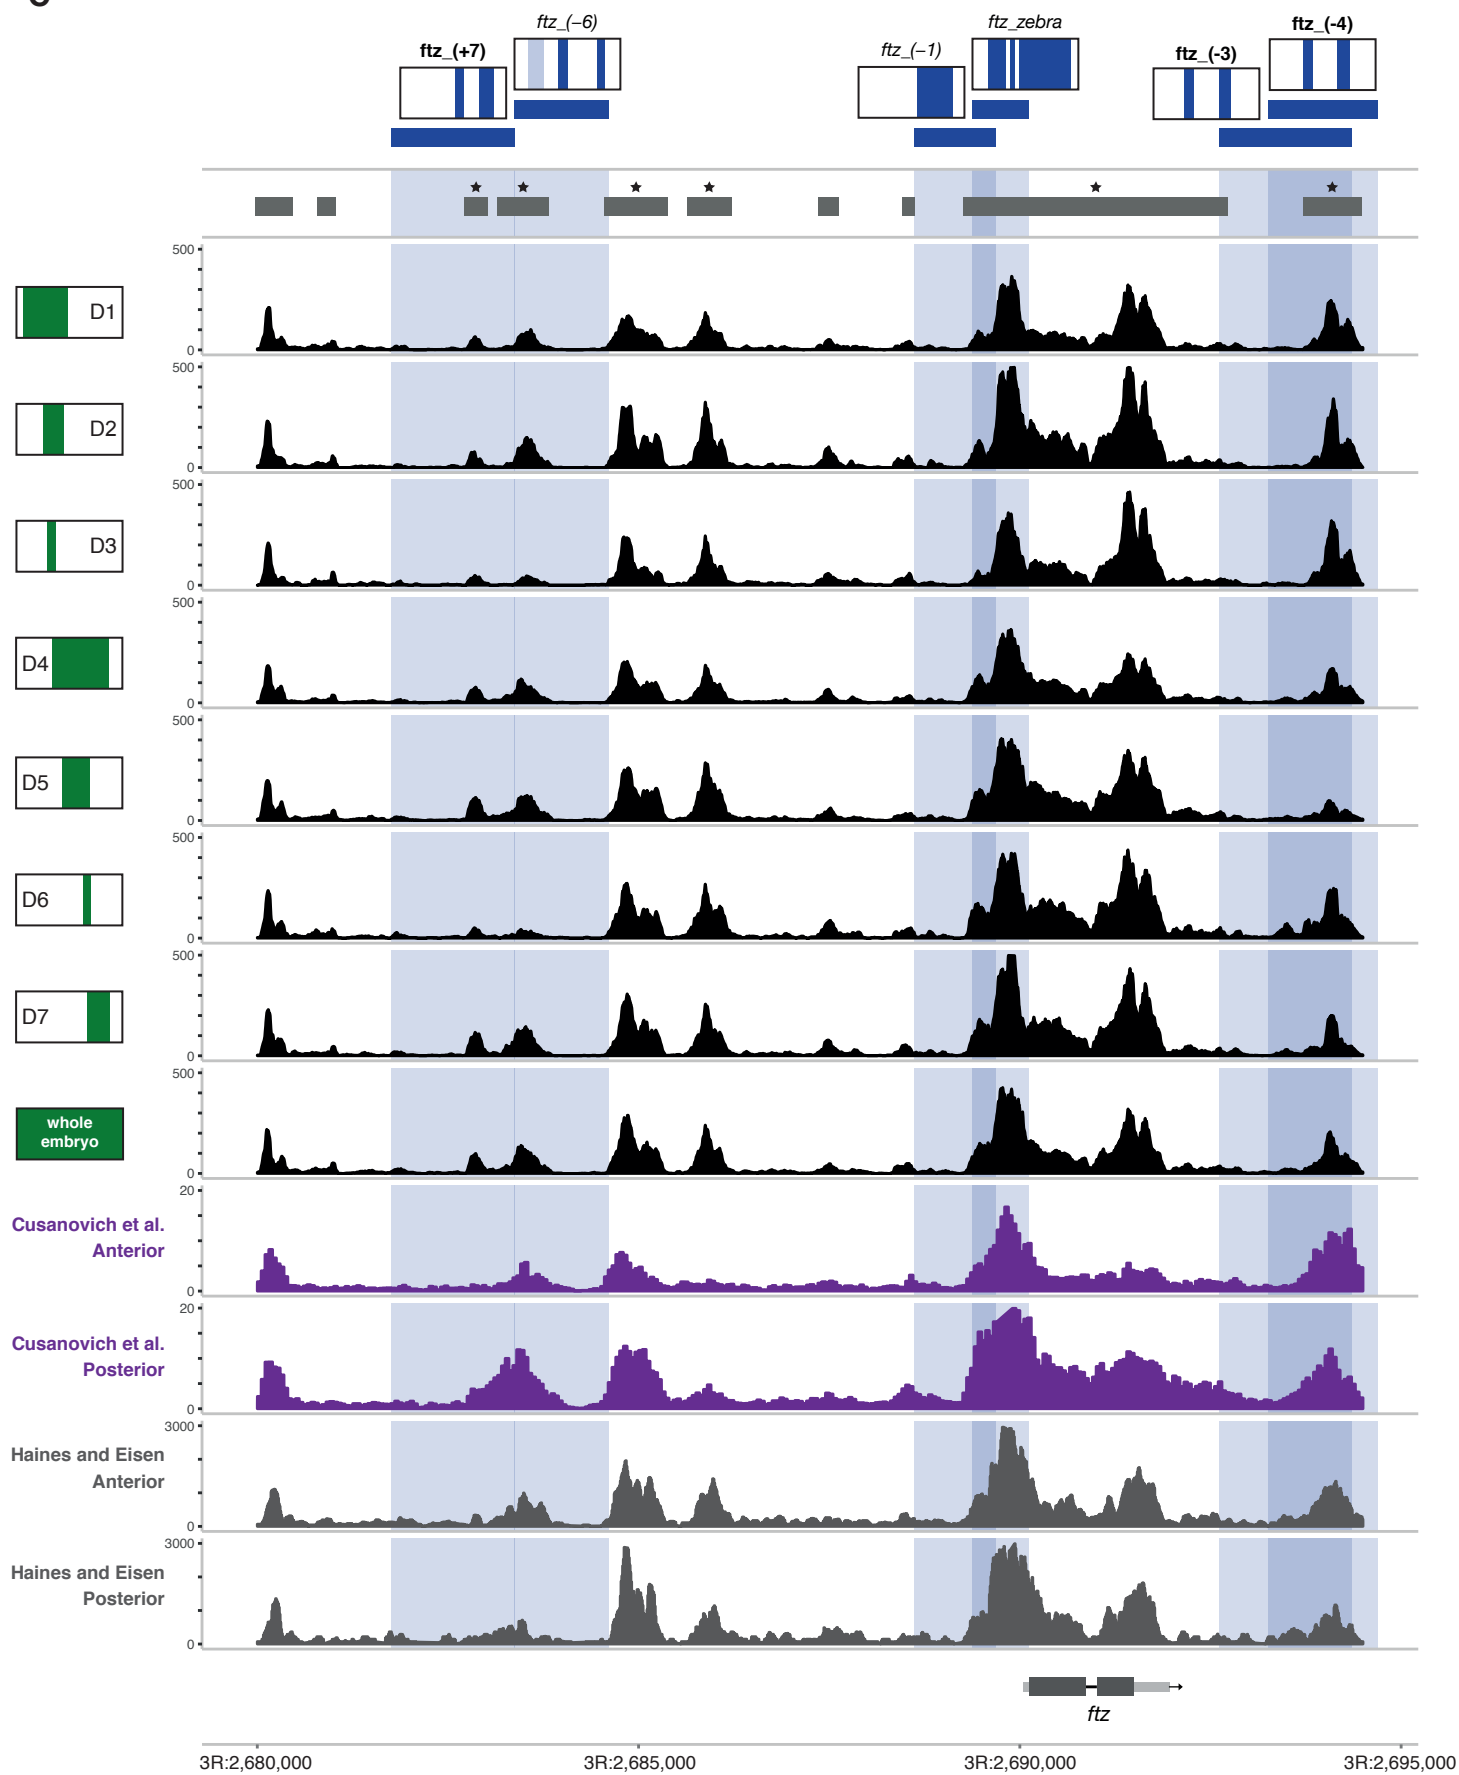 ftz_(−6)
ftz_zebra
ftz_(-4)
ftz_(+7)
ftz_(−1)
ftz_(-3)
★ ★ ★ ★ ★ ★
500
D1
0
500
D2
0
500
D3
0
500
D4
0
500
D5
0
500
D6
0
500
D7
0
500
whole
embryo
0
20
Cusanovich et al.
Anterior
0
20
Cusanovich et al.
Posterior
0
3000
Haines and Eisen
Anterior
0
3000
Haines and Eisen
Posterior
0
ftz
3R:2,680,000
3R:2,685,000
3R:2,690,000
3R:2,695,000